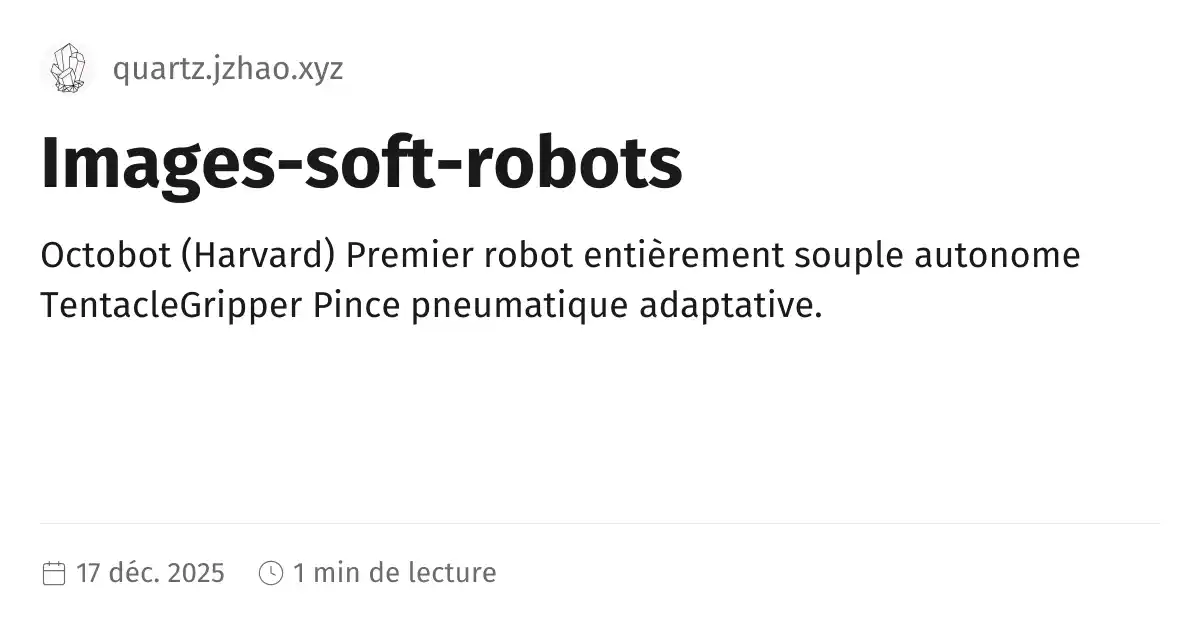 quartz.jzhao.xyz
Images-soft-robots
Octobot (Harvard) Premier robot entièrement souple autonome
TentacleGripper Pince pneumatique adaptative.
17 déc. 2025 1 min de lecture